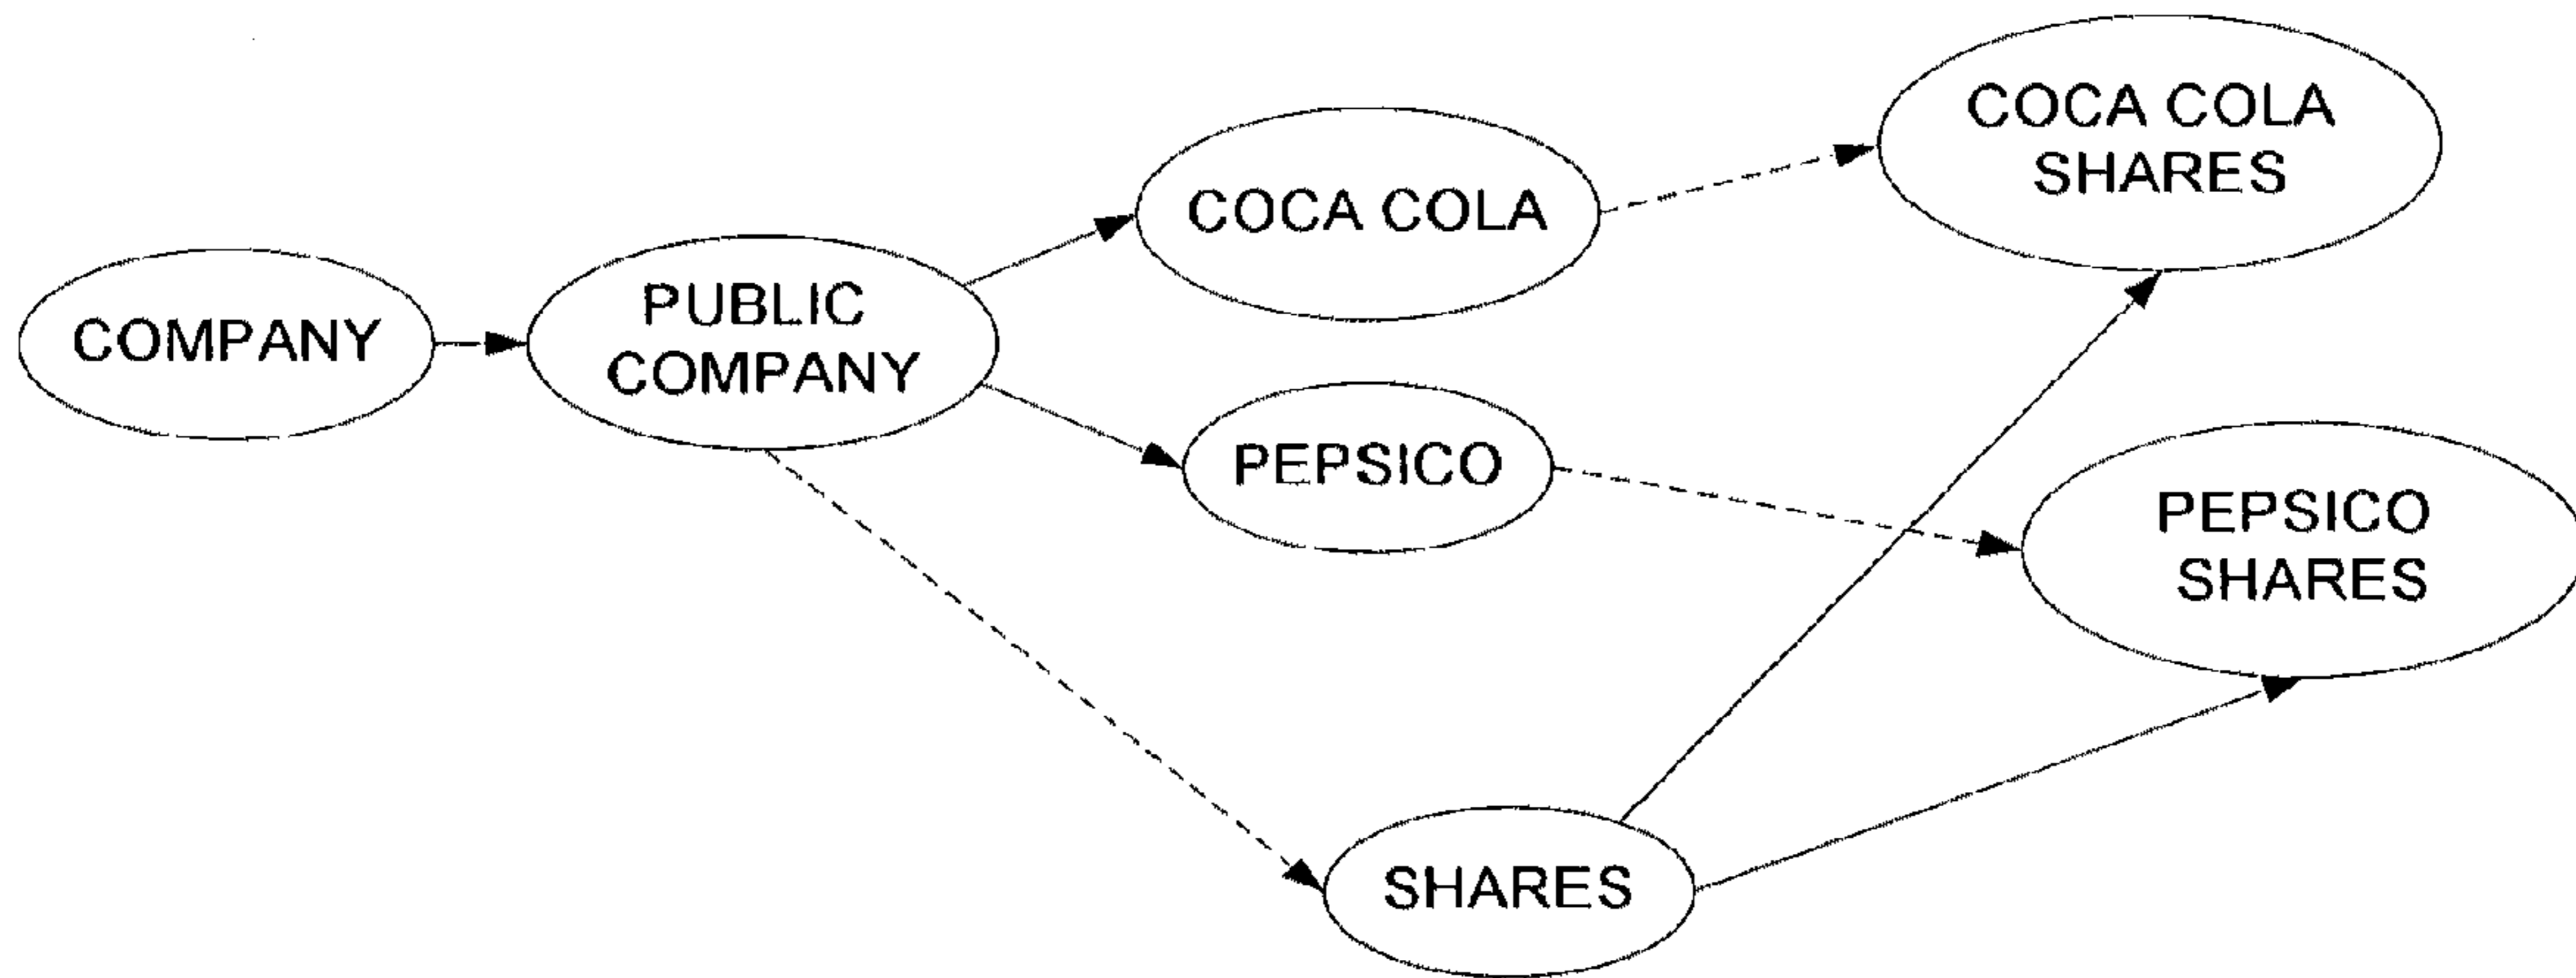 COMPANY
PUBLIC
COMPANY
COCA COLA
PEPSICO
COCA COLA
SHARES
PEPSICO
SHARES
SHARES